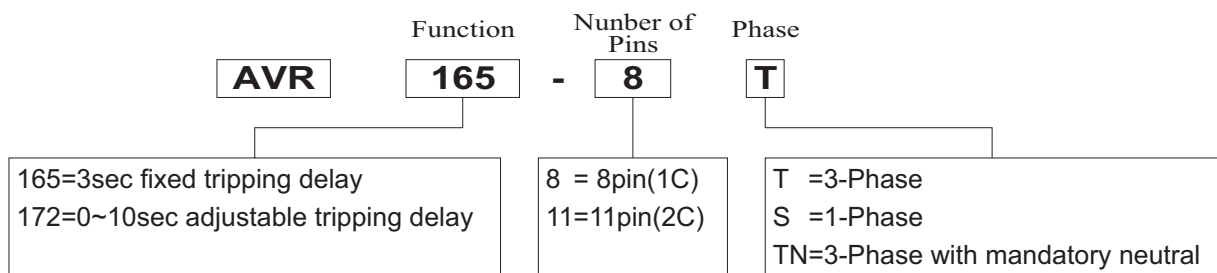 Function
Nunber of
Pins
Phase
AVR 165 - 8 T
165=3sec fixed tripping delay
172=0~10sec adjustable tripping delay
8 = 8pin(1C)
11=11pin(2C)
T =3-Phase
S =1-Phase
TN=3-Phase with mandatory neutral